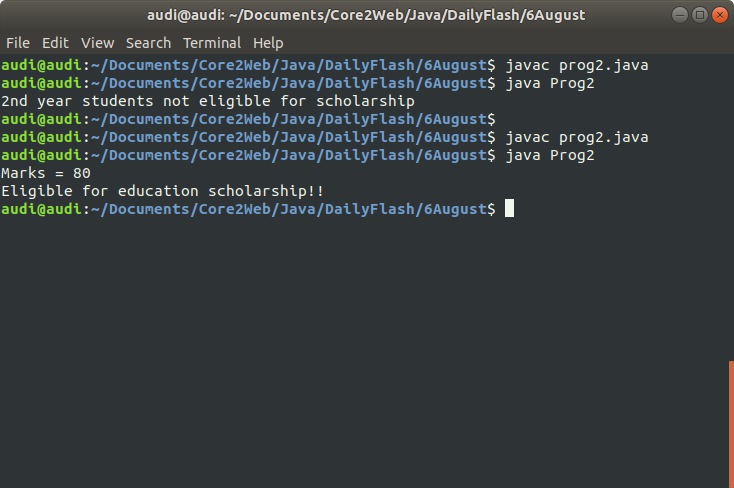 audi@audi: ~/Documents/Core2Web/Java/DailyFlash/6August
File Edit View Search Terminal Help
audi@audi:~/Documents/Core2Web/Java/DailyFlash/6August$ javac prog2.java
audi@audi:~/Documents/Core2Web/Java/DailyFlash/6August$ java Prog2
2nd year students not eligible for scholarship
audi@audi:~/Documents/Core2Web/Java/DailyFlash/6August$
audi@audi:~/Documents/Core2Web/Java/DailyFlash/6August$ javac prog2.java
audi@audi:~/Documents/Core2Web/Java/DailyFlash/6August$ java Prog2
Marks = 80
Eligible for education scholarship!!
audi@audi:~/Documents/Core2Web/Java/DailyFlash/6August$